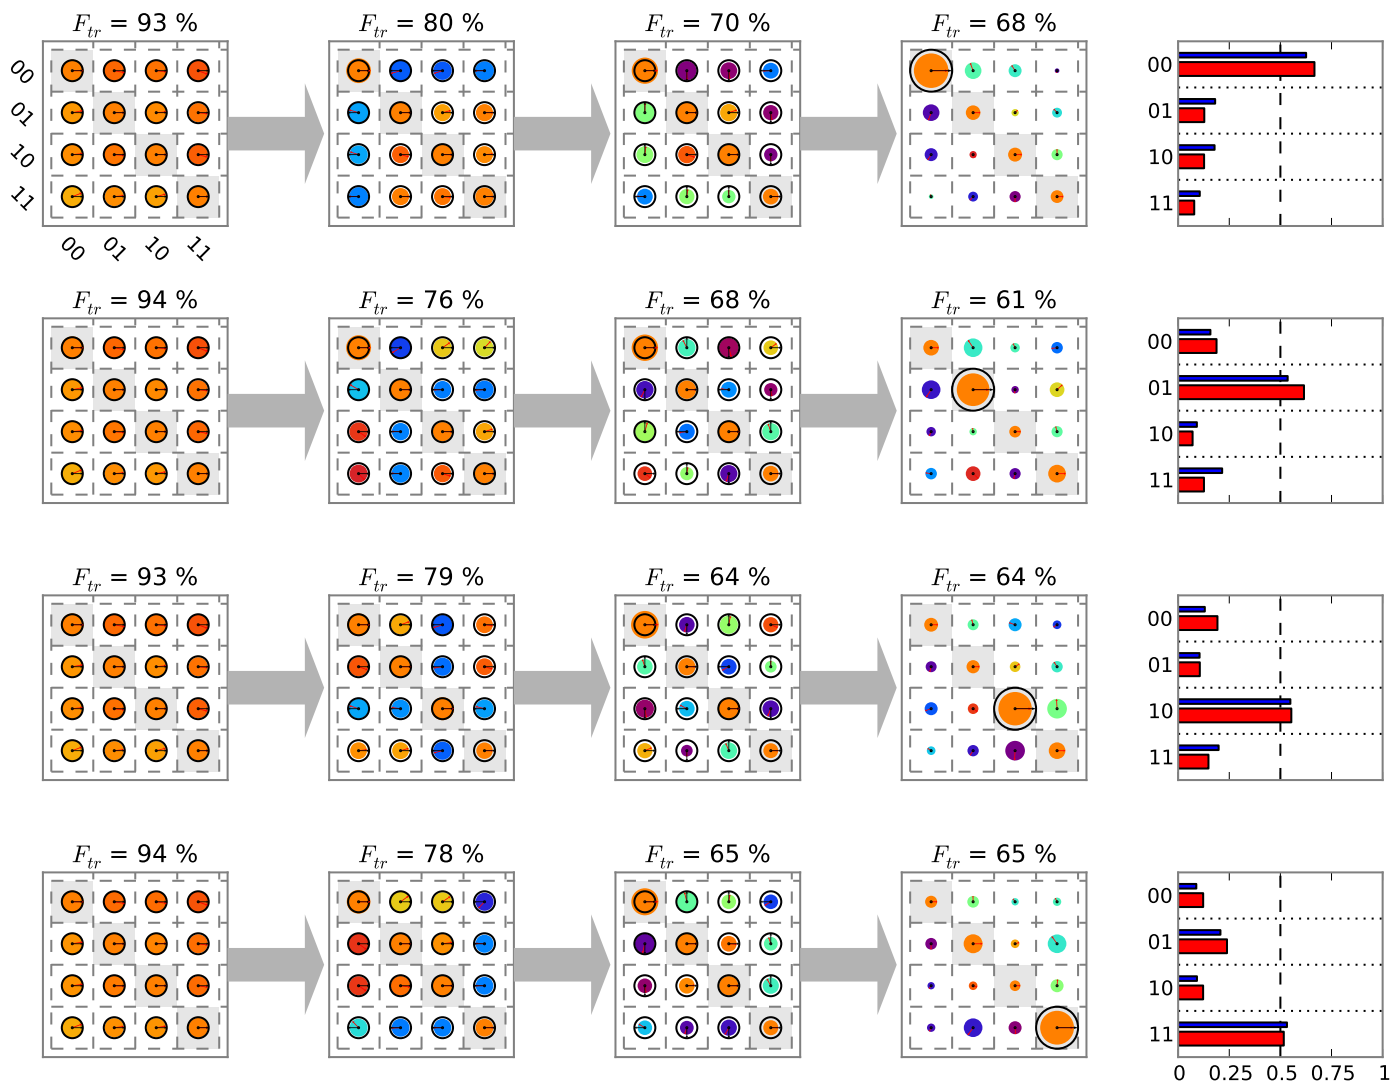 F_tr = 93 %
F_tr = 80 %
F_tr = 70 %
F_tr = 68 %
00
01
10
11
00
01
10
11
00
01
10
11
F_tr = 94 %
F_tr = 76 %
F_tr = 68 %
F_tr = 61 %
00
01
10
11
F_tr = 93 %
F_tr = 79 %
F_tr = 64 %
F_tr = 64 %
00
01
10
11
F_tr = 94 %
F_tr = 78 %
F_tr = 65 %
F_tr = 65 %
00
01
10
11
0 0.25 0.5 0.75 1